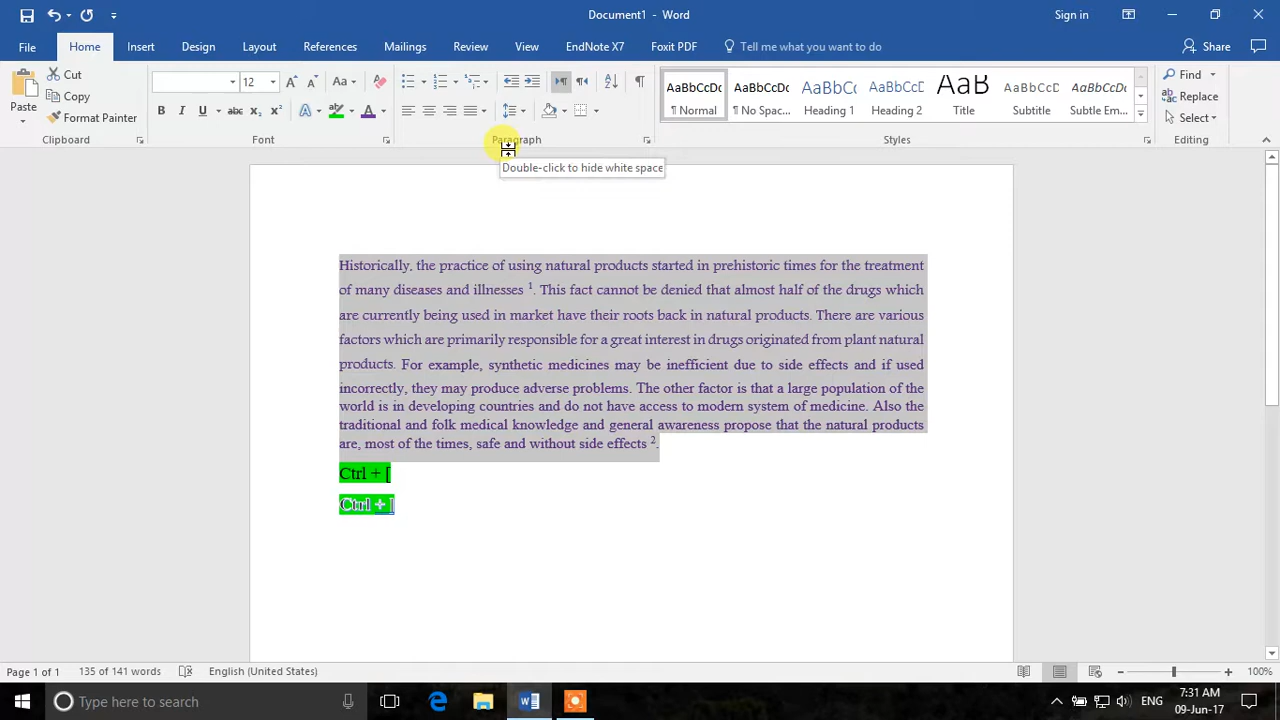 Document1 - Word
Sign in
File Home Insert Design Layout References Mailings Review View EndNote X7 Foxit PDF Tell me what you want to do Share
Paste
Cut
Copy
Format Painter
12
Aa
B I U abc x₂ x² A A
AaBbCcDc AaBbCcDc AaBbCc AaBbCcD AaB AaBbCcD AaBbCcDc
¶ Normal ¶ No Spac... Heading 1 Heading 2 Title Subtitle Subtle Em...
Find
Replace
Select
Clipboard Font Paragraph Styles Editing
Double-click to hide white space
Historically, the practice of using natural products started in prehistoric times for the treatment
of many diseases and illnesses ¹. This fact cannot be denied that almost half of the drugs which
are currently being used in market have their roots back in natural products. There are various
factors which are primarily responsible for a great interest in drugs originated from plant natural
products. For example, synthetic medicines may be inefficient due to side effects and if used
incorrectly, they may produce adverse problems. The other factor is that a large population of the
world is in developing countries and do not have access to modern system of medicine. Also the
traditional and folk medical knowledge and general awareness propose that the natural products
are, most of the times, safe and without side effects ².
Ctrl + [
Ctrl + ]
Page 1 of 1 135 of 141 words English (United States) 100%
Type here to search
ENG
7:31 AM
09-Jun-17